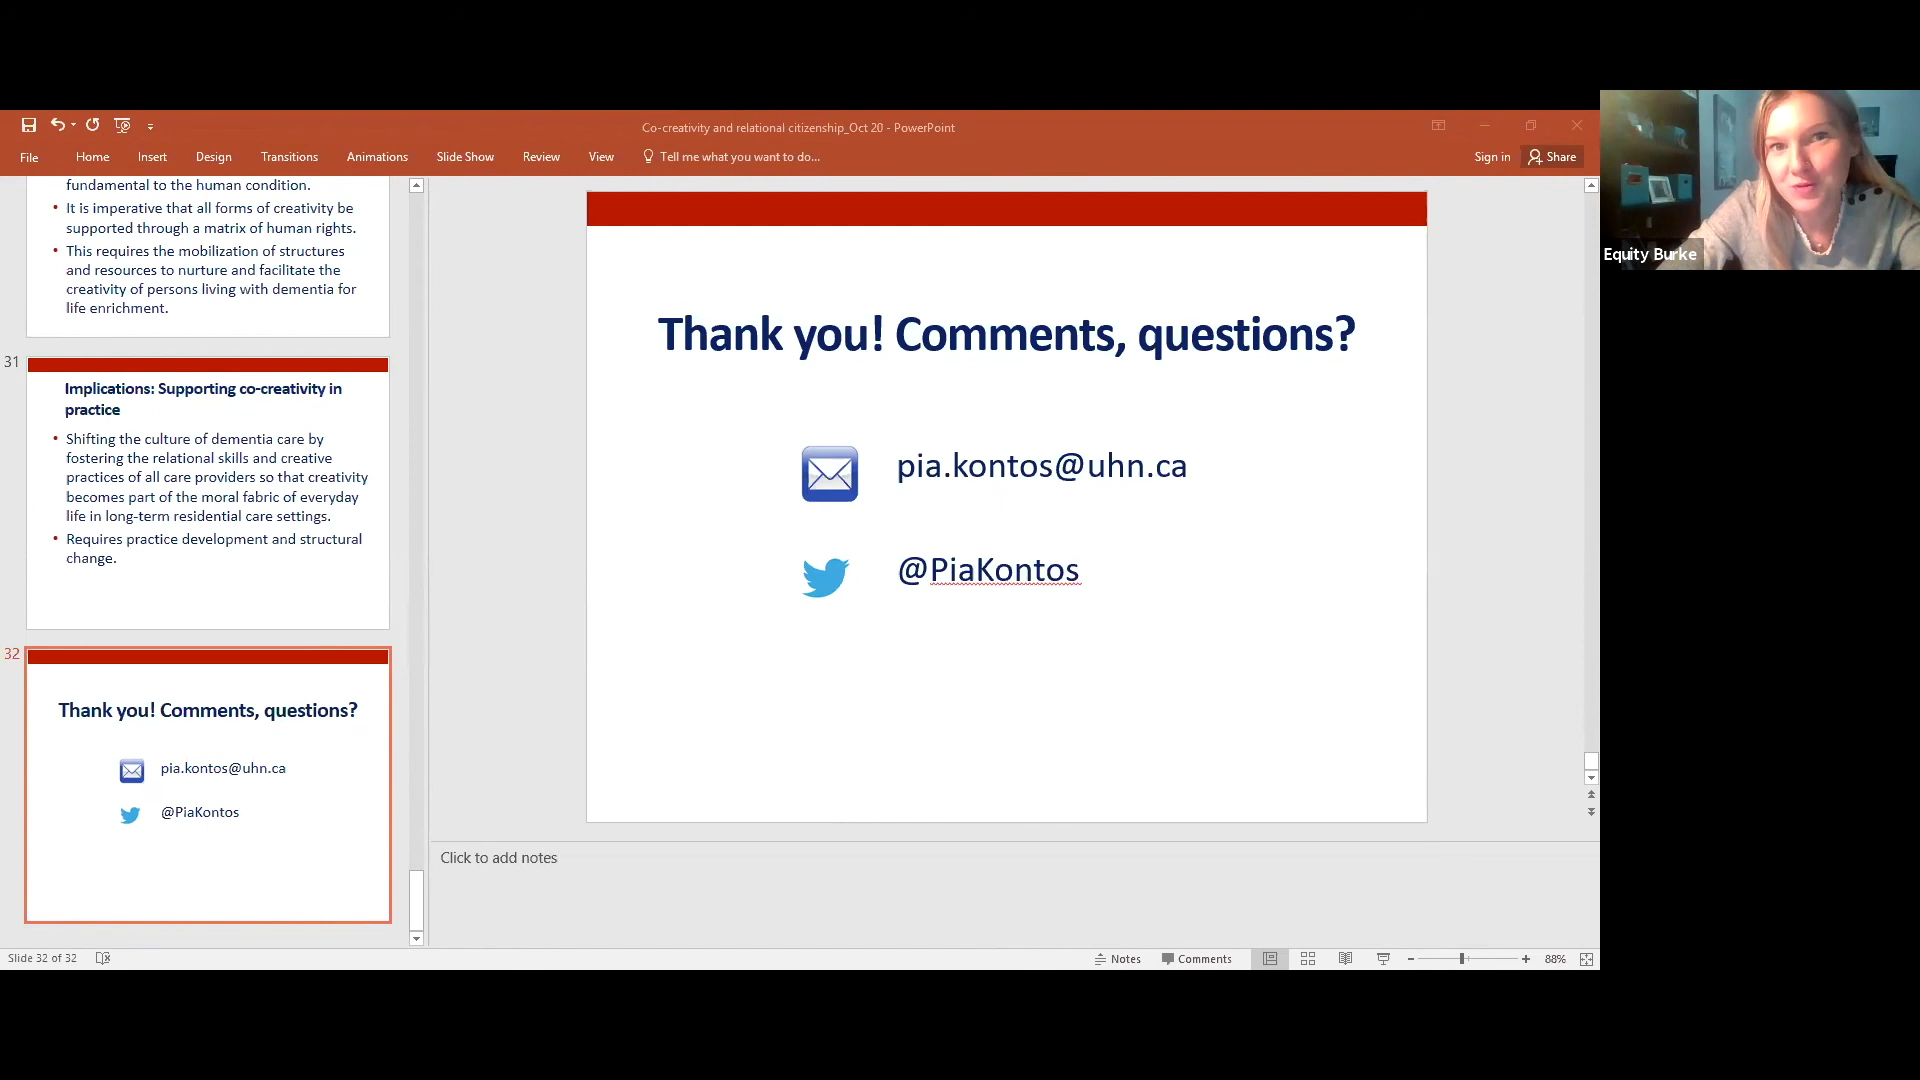 Co-creativity and relational citizenship_Oct 20 - PowerPoint
File Home Insert Design Transitions Animations Slide Show Review View Tell me what you want to do... Sign in Share
fundamental to the human condition.
• It is imperative that all forms of creativity be
supported through a matrix of human rights.
• This requires the mobilization of structures
and resources to nurture and facilitate the
creativity of persons living with dementia for
life enrichment.
31
Implications: Supporting co-creativity in
practice
• Shifting the culture of dementia care by
fostering the relational skills and creative
practices of all care providers so that creativity
becomes part of the moral fabric of everyday
life in long-term residential care settings.
• Requires practice development and structural
change.
32
Thank you! Comments, questions?
pia.kontos@uhn.ca
@PiaKontos
Thank you! Comments, questions?
pia.kontos@uhn.ca
@PiaKontos
Click to add notes
Slide 32 of 32 Notes Comments 88%
Equity Burke